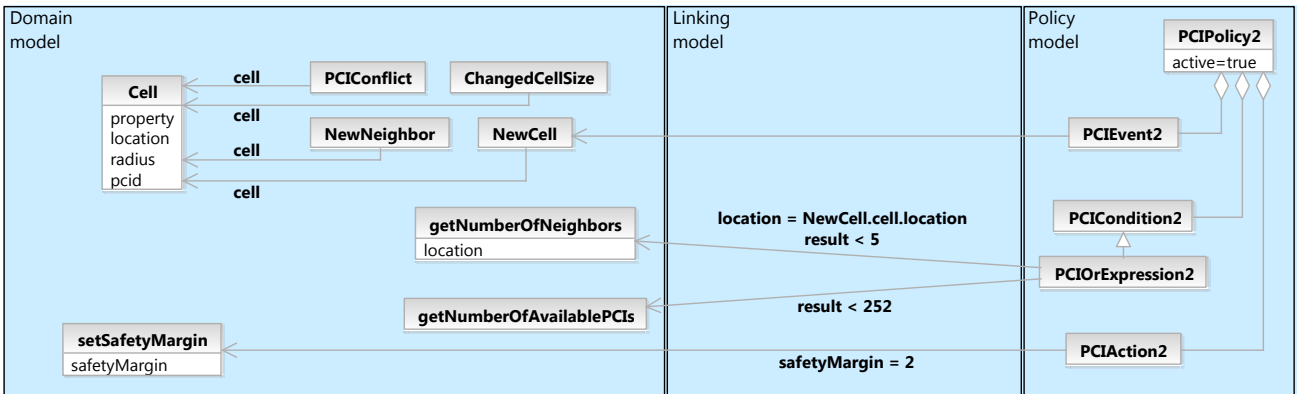 Domain
model
Linking
model
Policy
model
PCIPolicy2
active=true
cell
PCIConflict
ChangedCellSize
Cell
property
location
radius
pcid
cell
NewNeighbor
NewCell
PCIEvent2
cell
cell
getNumberOfNeighbors
location
location = NewCell.cell.location
result < 5
PCICondition2
PCIOrExpression2
getNumberOfAvailablePCIs
result < 252
setSafetyMargin
safetyMargin
safetyMargin = 2
PCIAction2